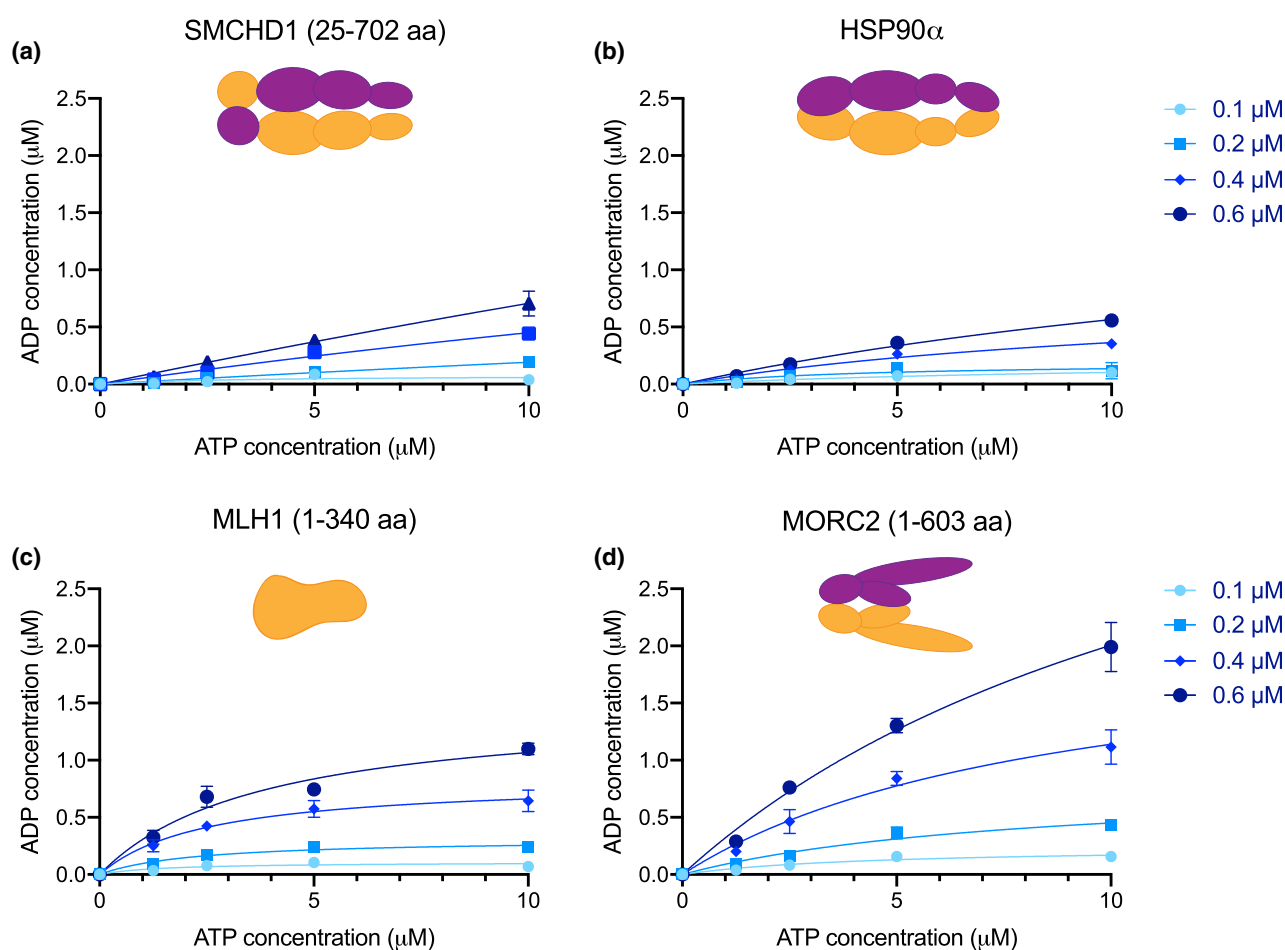 (a)
SMCHD1 (25-702 aa)
2.5
2.0
1.5
1.0
0.5
0.0
0
5
10
ADP concentration (μM)
ATP concentration (μM)
(b)
HSP90α
2.5
2.0
1.5
1.0
0.5
0.0
0
5
10
ADP concentration (μM)
ATP concentration (μM)
0.1 μM
0.2 μM
0.4 μM
0.6 μM
(c)
MLH1 (1-340 aa)
2.5
2.0
1.5
1.0
0.5
0.0
0
5
10
ADP concentration (μM)
ATP concentration (μM)
(d)
MORC2 (1-603 aa)
2.5
2.0
1.5
1.0
0.5
0.0
0
5
10
ADP concentration (μM)
ATP concentration (μM)
0.1 μM
0.2 μM
0.4 μM
0.6 μM